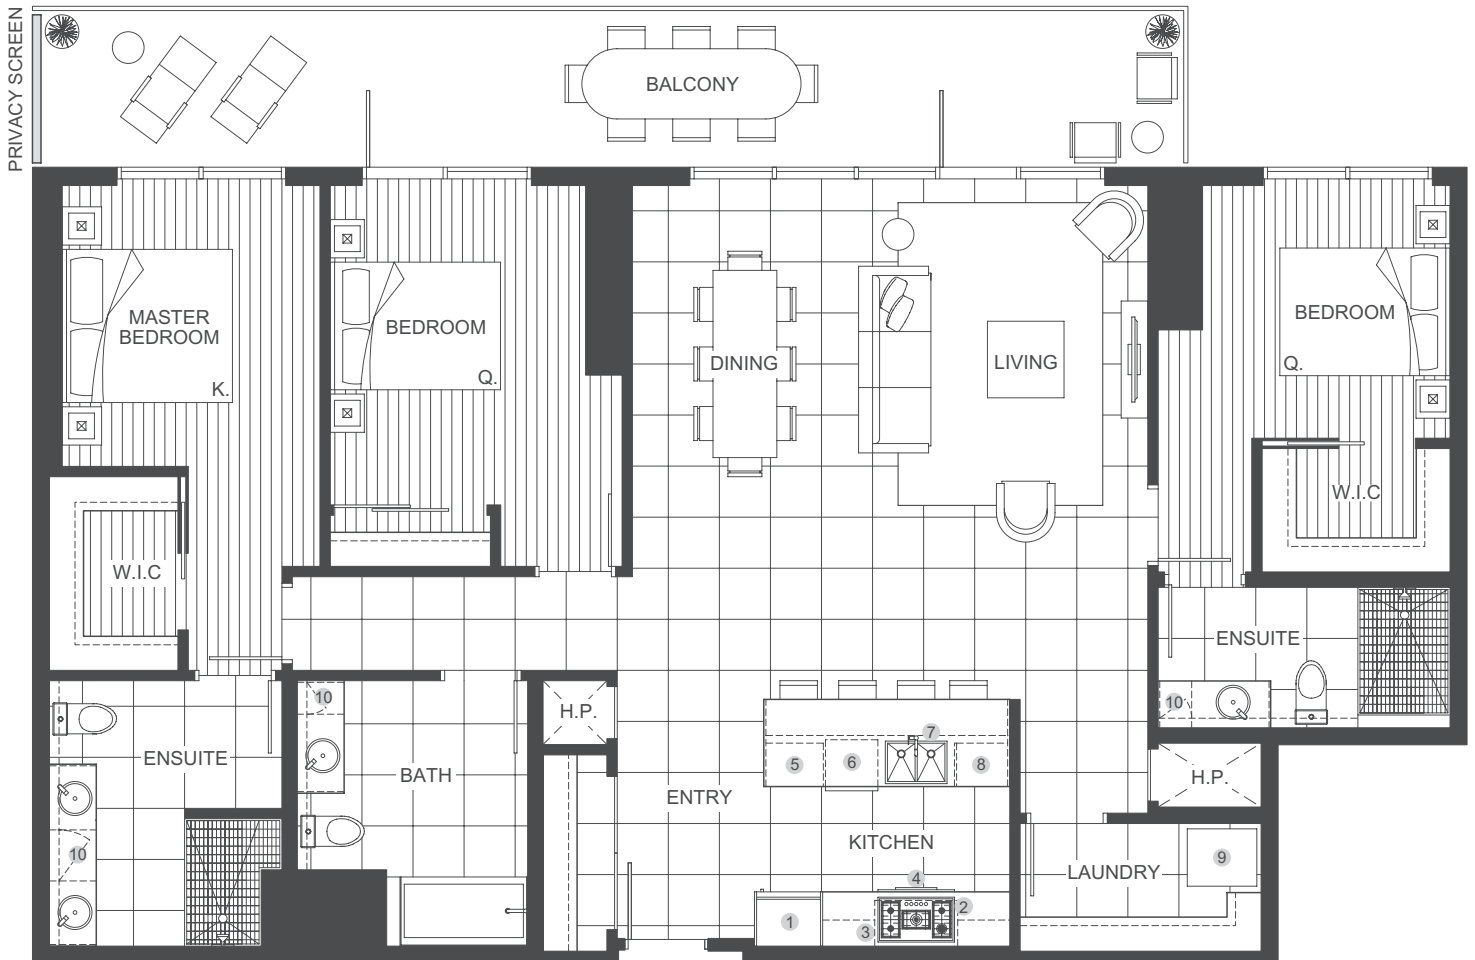 PRIVACY SCREEN
BALCONY
MASTER
BEDROOM
K.
BEDROOM
Q.
DINING
LIVING
BEDROOM
Q.
W.I.C
W.I.C
ENSUITE
10
10
H.P.
7
5
6
8
H.P.
ENSUITE
BATH
ENTRY
KITCHEN
10
LAUNDRY
9
4
1
2
3